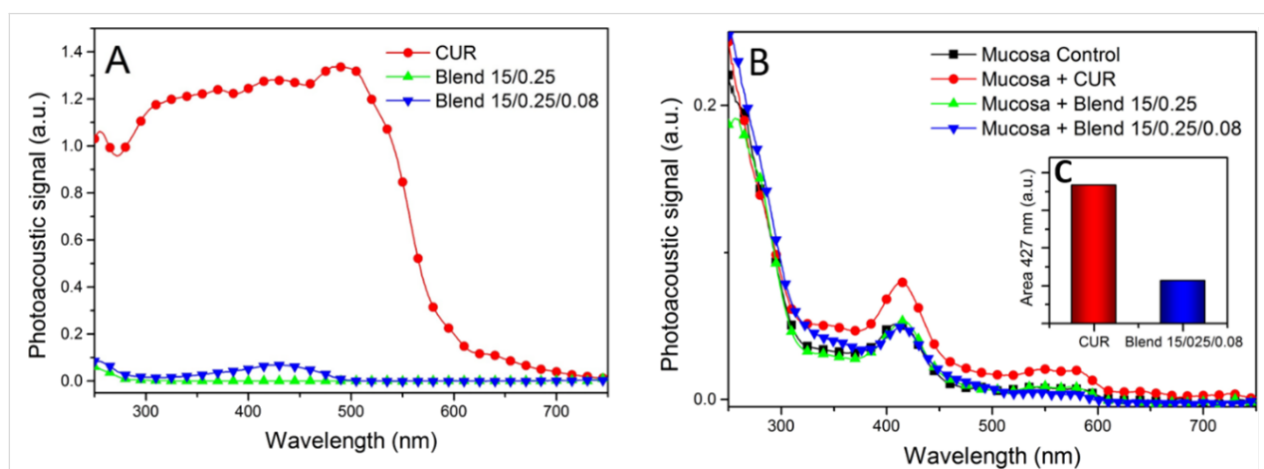 A
CUR
Blend 15/0.25
Blend 15/0.25/0.08
Photoacoustic signal (a.u.)
1.4
1.2
1.0
0.8
0.6
0.4
0.2
0.0
300 400 500 600 700
Wavelength (nm)
B
Mucosa Control
Mucosa + CUR
Mucosa + Blend 15/0.25
Mucosa + Blend 15/0.25/0.08
Photoacoustic signal (a.u.)
0.2
0.0
300 400 500 600 700
Wavelength (nm)
C
Area 427 nm (a.u.)
CUR Blend 15/025/0.08